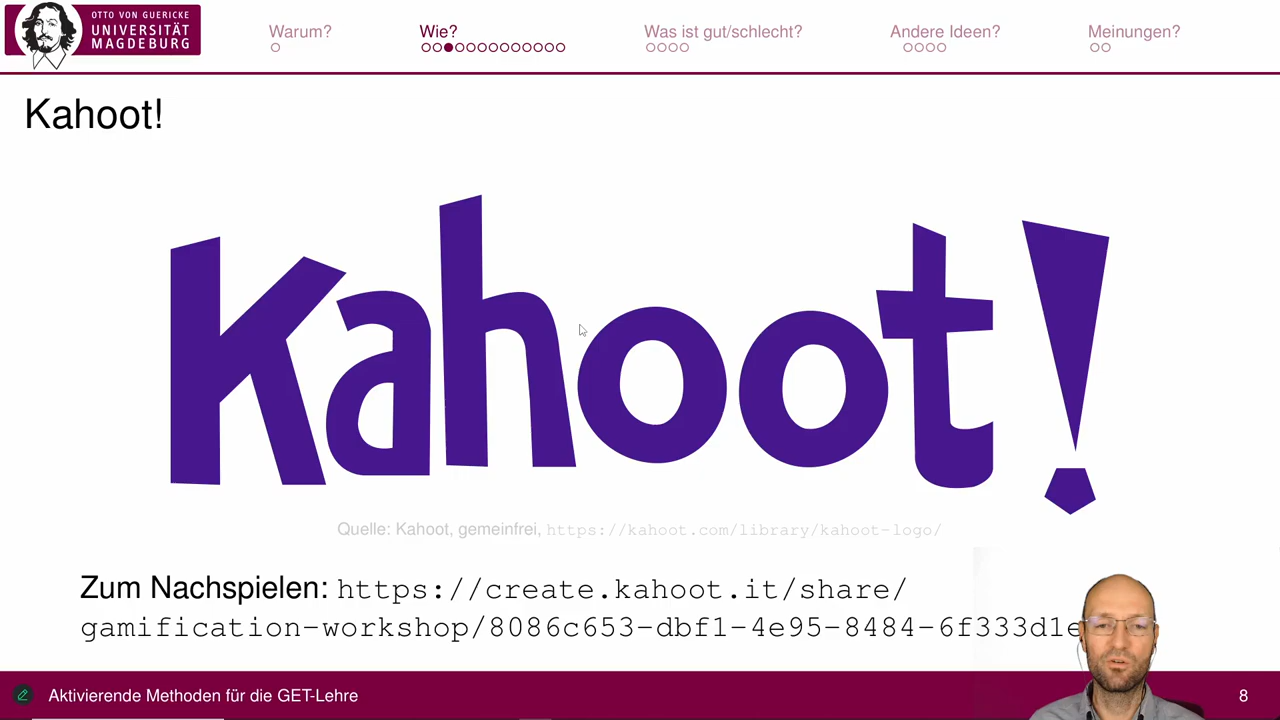 OTTO VON GUERICKE
UNIVERSITÄT
MAGDEBURG
Warum?
Wie?
Was ist gut/schlecht?
Andere Ideen?
Meinungen?
Kahoot!
Kahoot!
Quelle: Kahoot, gemeinfrei, https://kahoot.com/library/kahoot-logo/
Zum Nachspielen: https://create.kahoot.it/share/
gamification-workshop/8086c653-dbf1-4e95-8484-6f333d1e
Aktivierende Methoden für die GET-Lehre
8